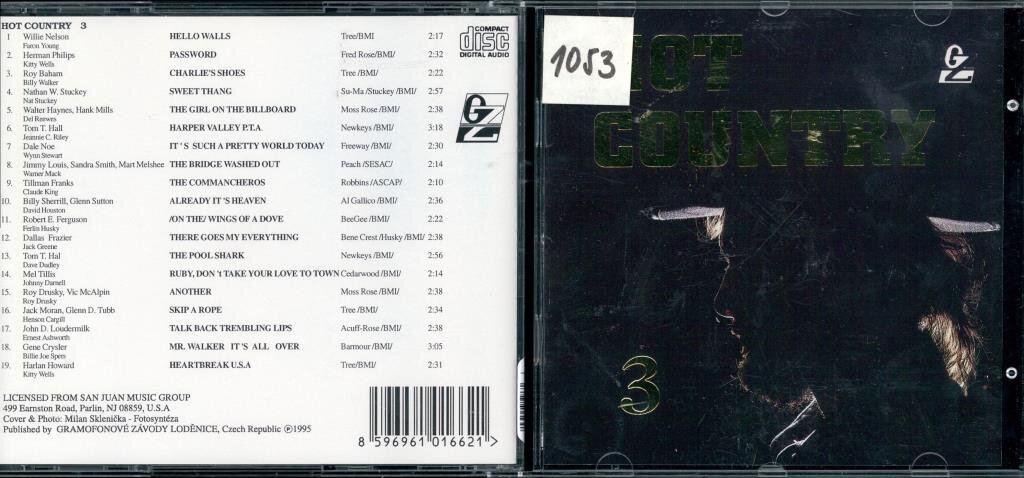 HOT COUNTRY 3
1 Willie Nelson HELLO WALLS Tree/BMI 2:17
Faron Young
2. Herman Philips PASSWORD Fred Rose/BMI/ 2:32
Kitty Wells
3. Roy Baham CHARLIE'S SHOES Tree /BMI/ 2:22
Billy Walker
4. Nathan W. Stuckey SWEET THANG Su-Ma /Stuckey /BMI/ 2:57
Nat Stuckey
5. Walter Haynes, Hank Mills THE GIRL ON THE BILLBOARD Moss Rose /BMI/ 2:38
Del Reewes
6. Tom T. Hall HARPER VALLEY P.T.A. Newkeys /BMI/ 3:18
Jeannie C. Riley
7 Dale Noe IT ' S SUCH A PRETTY WORLD TODAY Freeway /BMI/ 2:30
Wynn Stewart
8. Jimmy Louis, Sandra Smith, Mart Melshee THE BRIDGE WASHED OUT Peach /SESAC/ 2:14
Warner Mack
9. Tillman Franks THE COMMANCHEROS Robbins /ASCAP/ 2:10
Claude King
10. Billy Sherrill, Glenn Sutton ALREADY IT 'S HEAVEN Al Gallico /BMI/ 2:36
David Houston
11. Robert E. Ferguson /ON THE/ WINGS OF A DOVE BeeGee /BMI/ 2:22
Ferlin Husky
12. Dallas Frazier THERE GOES MY EVERYTHING Bene Crest /Husky /BMI/ 2:38
Jack Greene
13. Tom T. Hal THE POOL SHARK Newkeys /BMI/ 2:56
Dave Dudley
14. Mel Tillis RUBY, DON 't TAKE YOUR LOVE TO TOWN Cedarwood /BMI/ 2:14
Johnny Darnell
15. Roy Drusky, Vic McAlpin ANOTHER Moss Rose /BMI/ 2:38
Roy Drusky
16. Jack Moran, Glenn D. Tubb SKIP A ROPE Tree /BMI/ 2:34
Henson Cargill
17. John D. Loudermilk TALK BACK TREMBLING LIPS Acuff-Rose /BMI/ 2:38
Ernest Ashworth
18. Gene Crysler MR. WALKER IT'S ALL OVER Barmour /BMI/ 3:05
Billie Joe Spers
19. Harlan Howard HEARTBREAK U.S.A Tree/BMI/ 2:31
Kitty Wells
LICENSED FROM SAN JUAN MUSIC GROUP
499 Earnston Road, Parlin, NJ 08859, U.S.A
Cover & Photo: Milan Sklenička - Fotosyntéza
Published by GRAMOFONOVÉ ZÁVODY LODĚNICE, Czech Republic ℗1995
8 596961 016621 >
COMPACT
disc
DIGITAL AUDIO
GZ
1053
HOT
COUNTRY
3
GZ